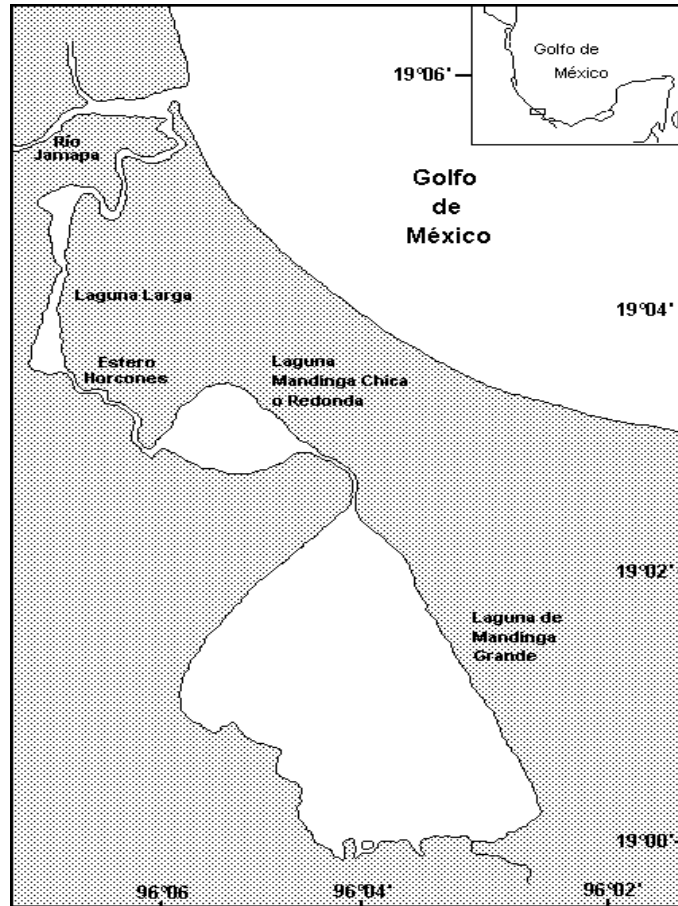 Golfo de
México
19°06'
Río
Jamapa
Golfo
de
México
Laguna Larga
19°04'
Estero
Horcones
Laguna
Mandinga Chica
o Redonda
19°02'
Laguna de
Mandinga
Grande
19°00'
96°06
96°04'
96°02'